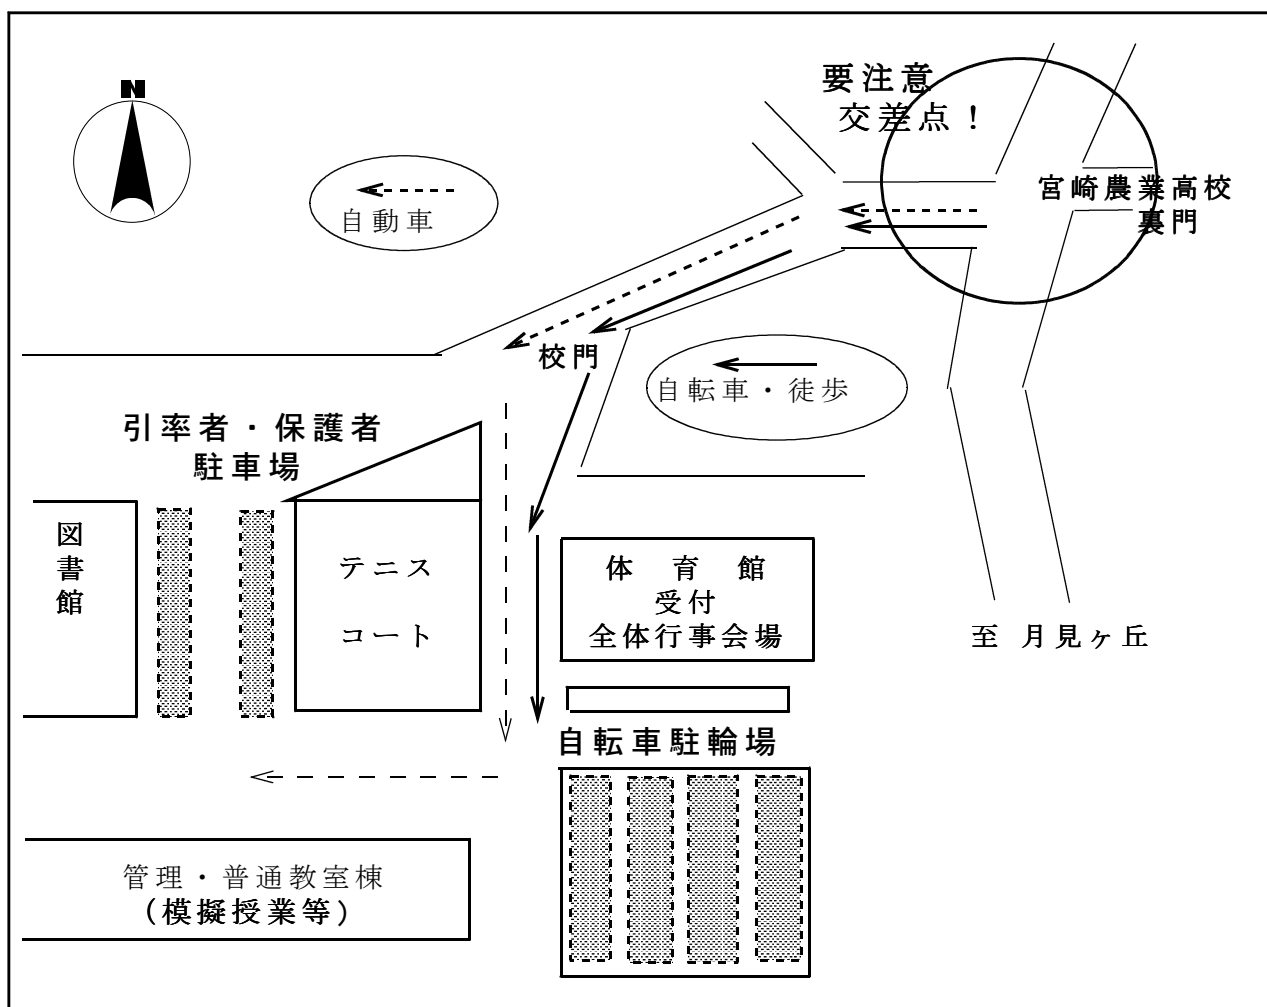 N
要注意
交差点！
宮崎農業高校
裏門
自動車
校門
自転車・徒歩
引率者・保護者
駐車場
図書館
テニス
コート
体育館
受付
全体行事会場
至 月見ヶ丘
自転車駐輪場
管理・普通教室棟
(模擬授業等)